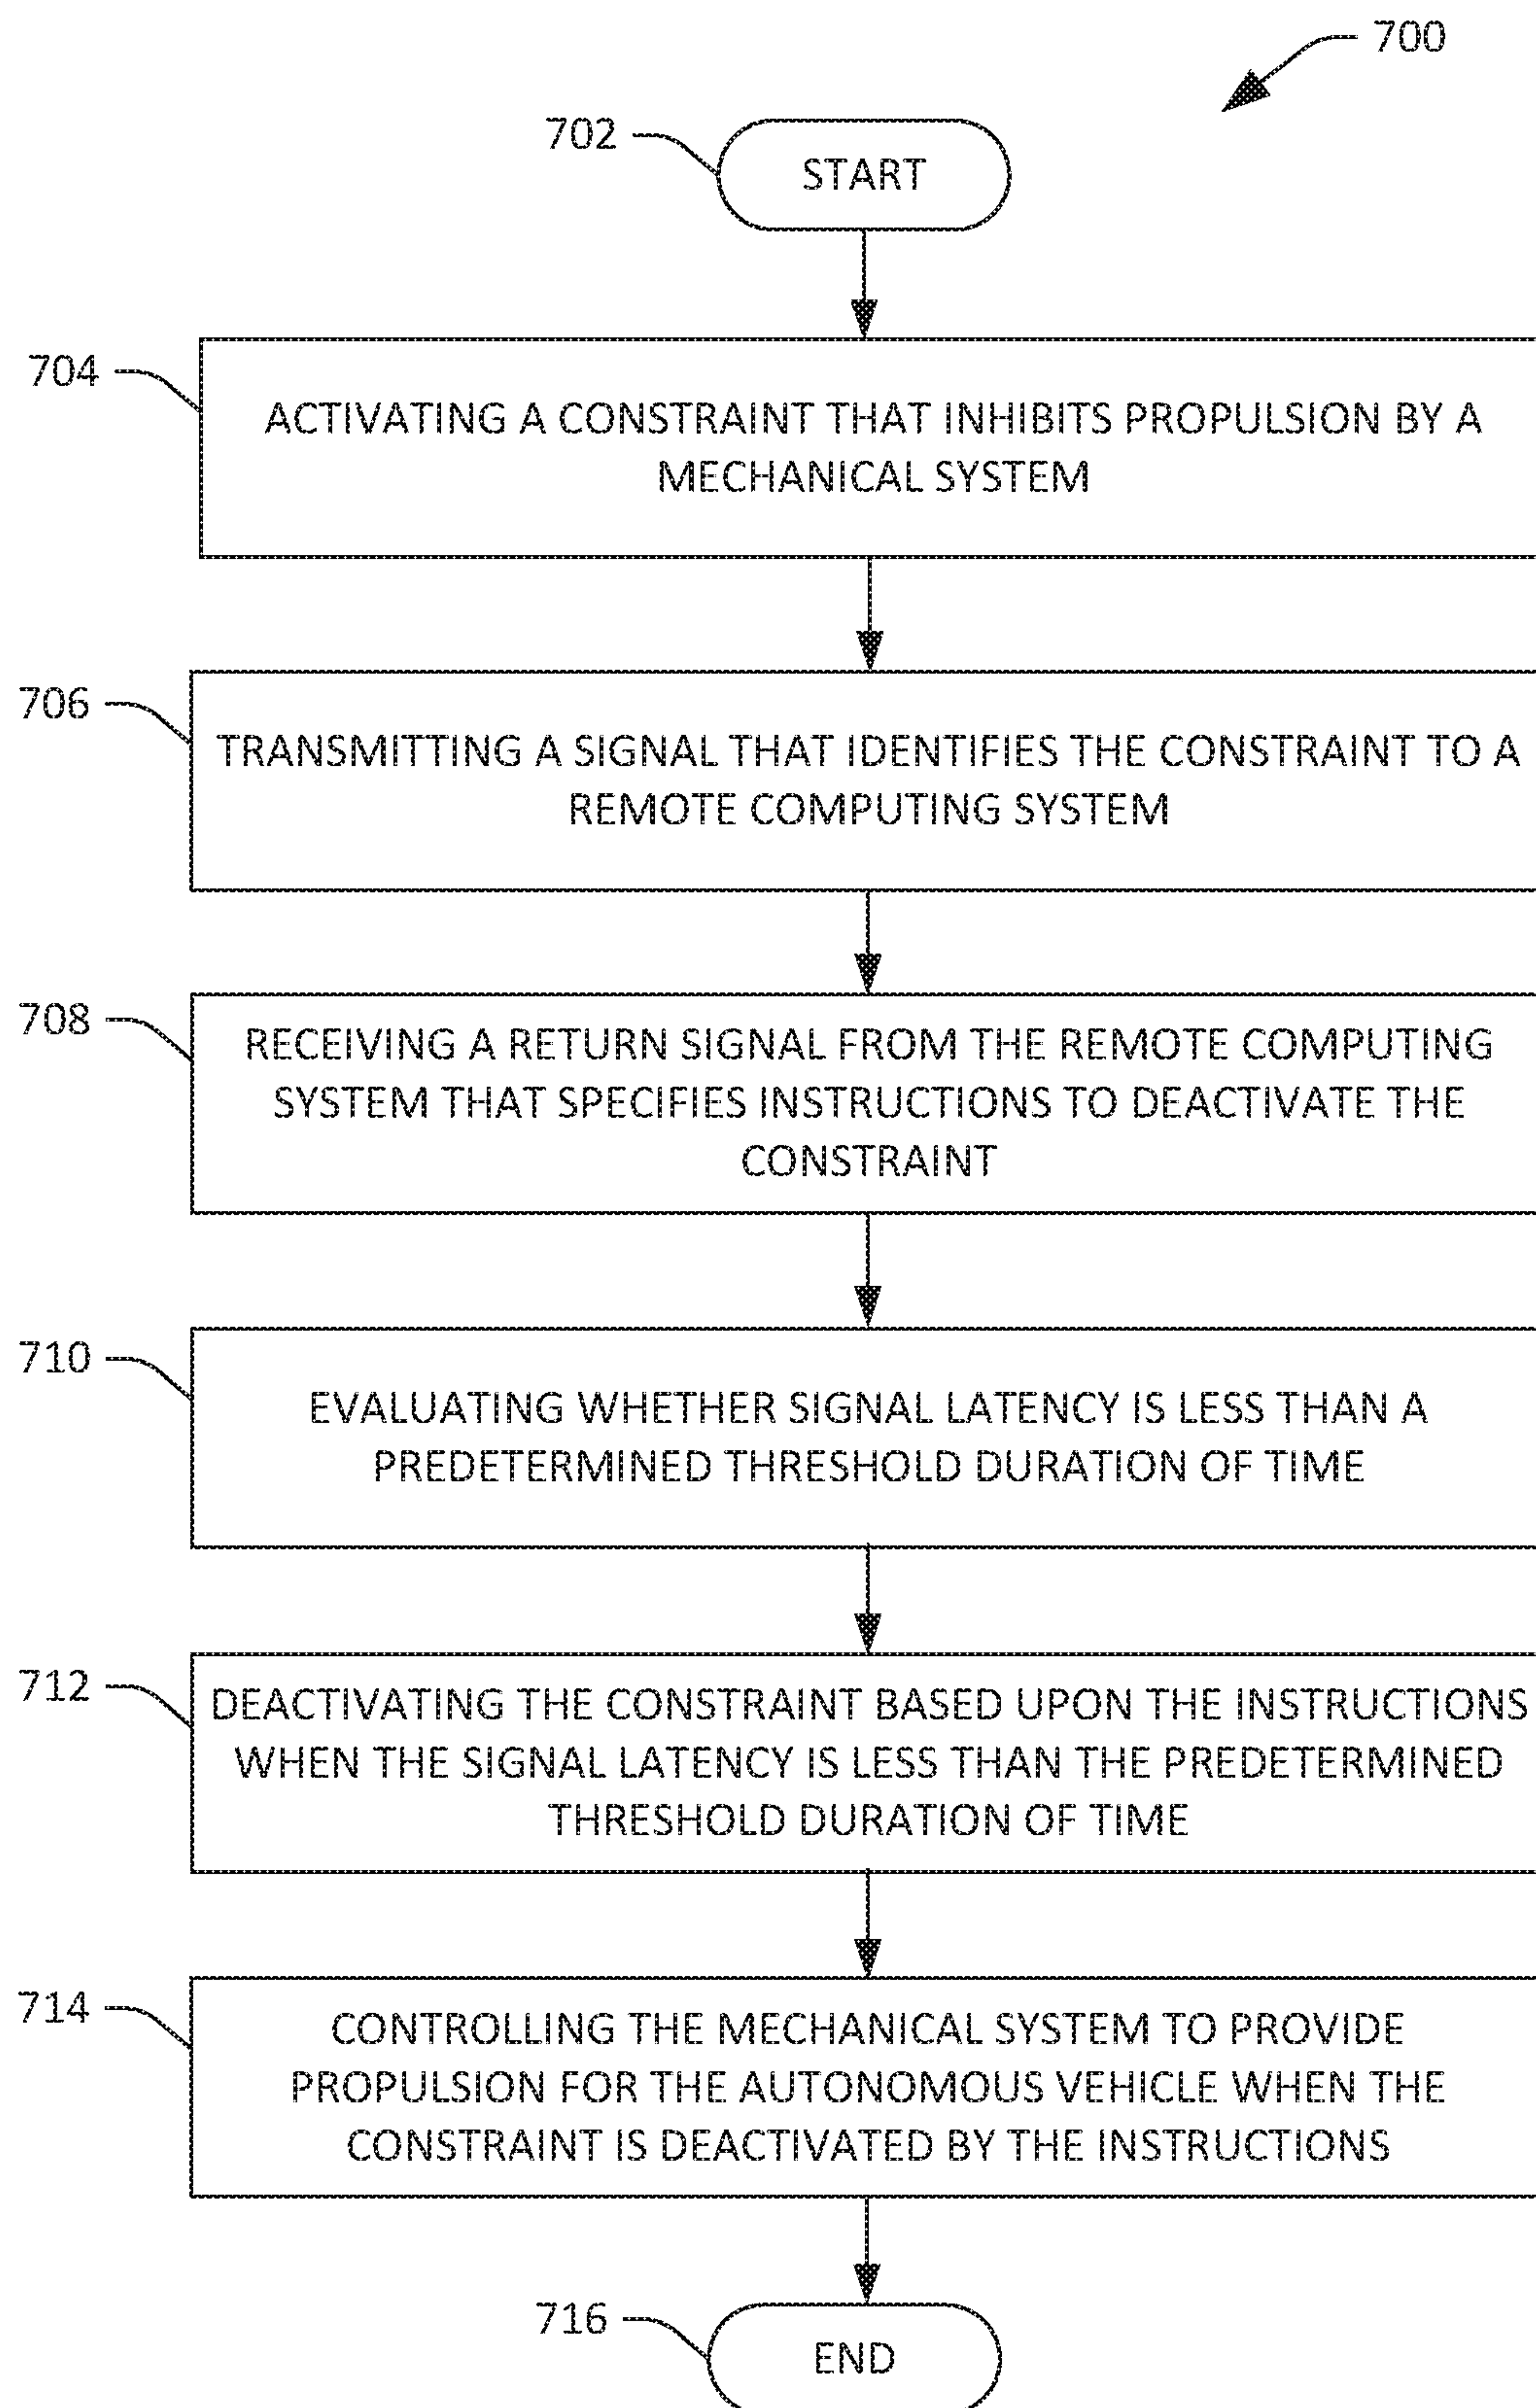 700
702
START
704
ACTIVATING A CONSTRAINT THAT INHIBITS PROPULSION BY A
MECHANICAL SYSTEM
706
TRANSMITTING A SIGNAL THAT IDENTIFIES THE CONSTRAINT TO A
REMOTE COMPUTING SYSTEM
708
RECEIVING A RETURN SIGNAL FROM THE REMOTE COMPUTING
SYSTEM THAT SPECIFIES INSTRUCTIONS TO DEACTIVATE THE
CONSTRAINT
710
EVALUATING WHETHER SIGNAL LATENCY IS LESS THAN A
PREDETERMINED THRESHOLD DURATION OF TIME
712
DEACTIVATING THE CONSTRAINT BASED UPON THE INSTRUCTIONS
WHEN THE SIGNAL LATENCY IS LESS THAN THE PREDETERMINED
THRESHOLD DURATION OF TIME
714
CONTROLLING THE MECHANICAL SYSTEM TO PROVIDE
PROPULSION FOR THE AUTONOMOUS VEHICLE WHEN THE
CONSTRAINT IS DEACTIVATED BY THE INSTRUCTIONS
716
END